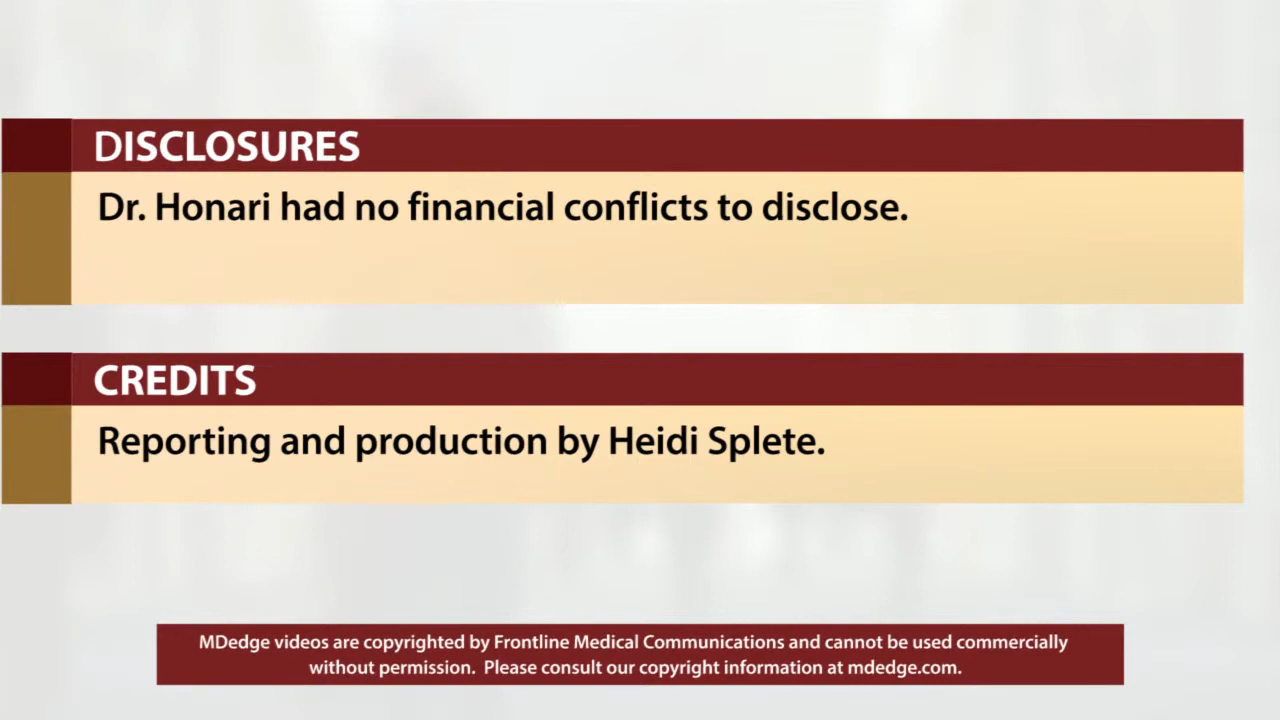 DISCLOSURES
Dr. Honari had no financial conflicts to disclose.
CREDITS
Reporting and production by Heidi Splete.
MDedge videos are copyrighted by Frontline Medical Communications and cannot be used commercially
without permission.  Please consult our copyright information at mdedge.com.